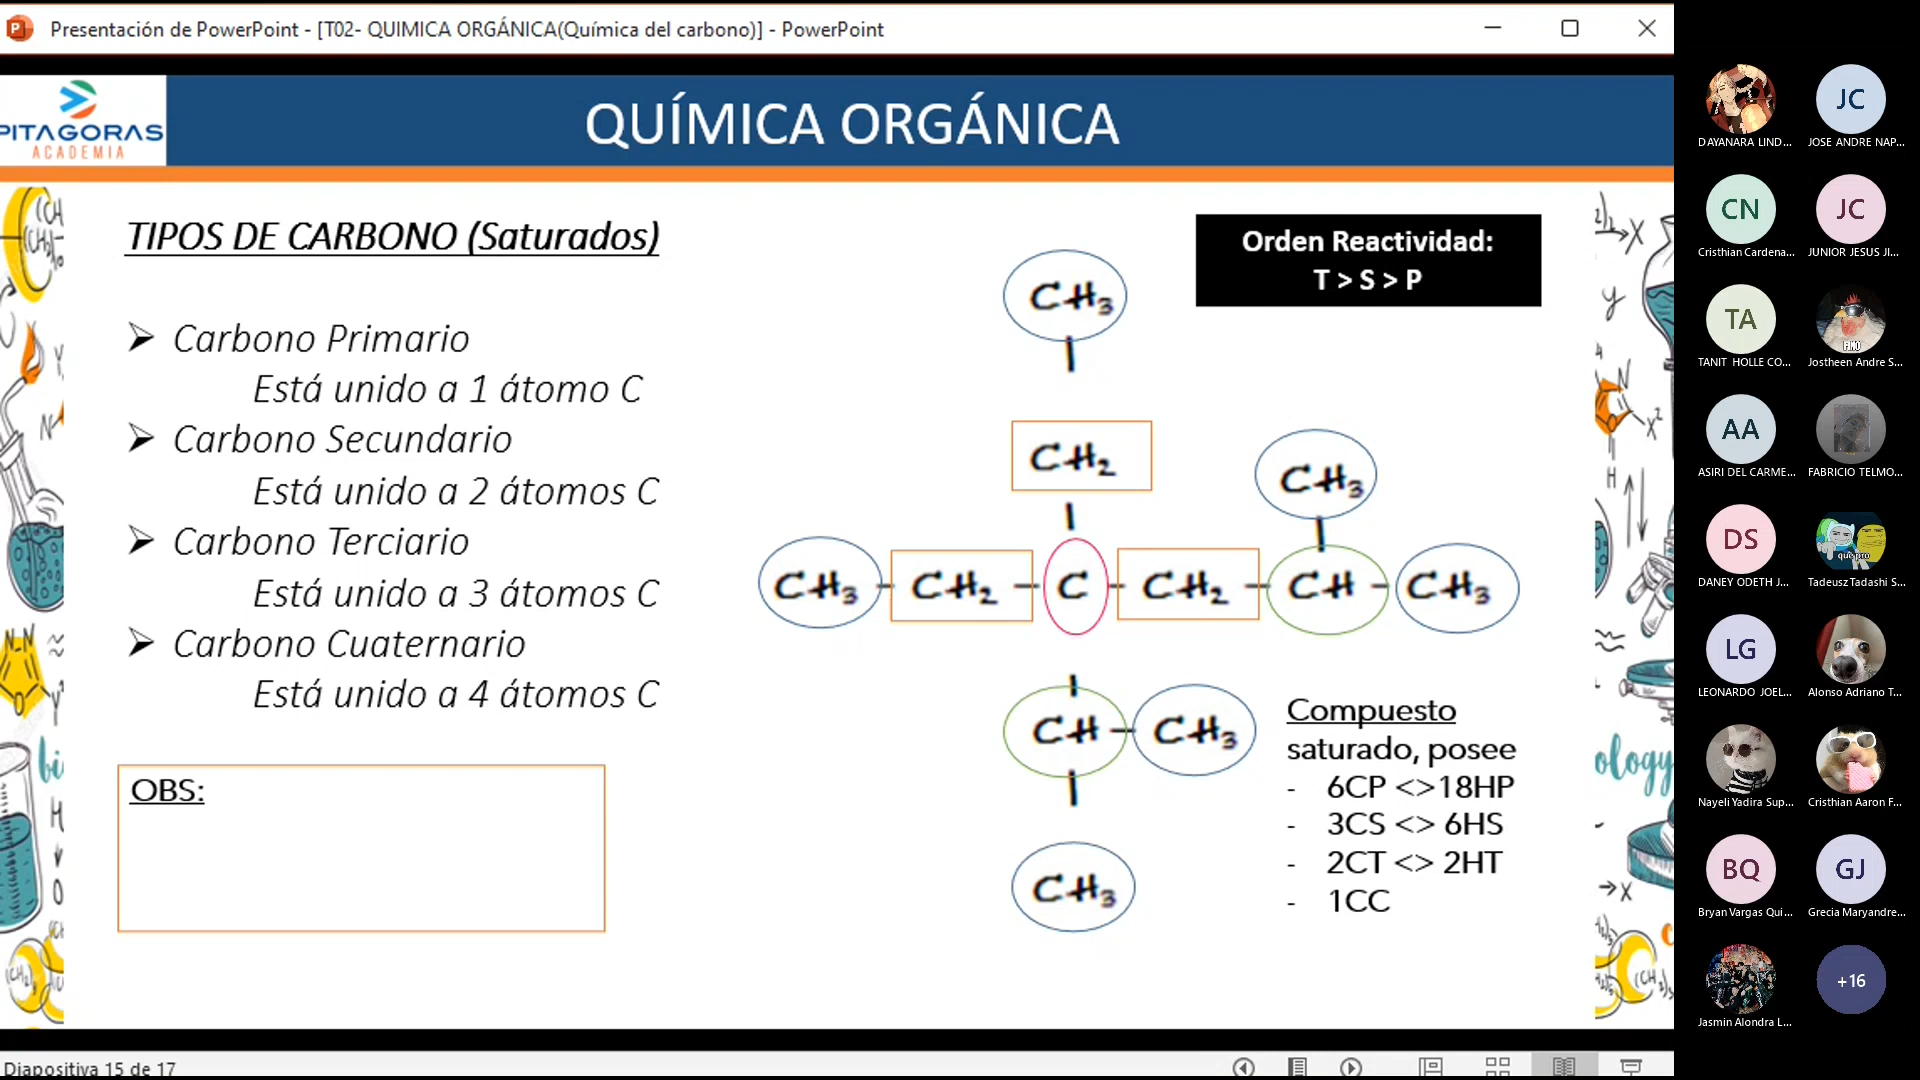 Presentación de PowerPoint - [T02- QUIMICA ORGÁNICA(Química del carbono)] - PowerPoint
PITAGORAS
ACADEMIA
QUÍMICA ORGÁNICA
TIPOS DE CARBONO (Saturados)
Orden Reactividad:
T > S > P
➢ Carbono Primario
Está unido a 1 átomo C
➢ Carbono Secundario
Está unido a 2 átomos C
➢ Carbono Terciario
Está unido a 3 átomos C
➢ Carbono Cuaternario
Está unido a 4 átomos C
OBS:
CH3
CH2
CH3
CH3 - CH2 - C - CH2 - CH - CH3
CH - CH3
CH3
Compuesto
saturado, posee
- 6CP <>18HP
- 3CS <> 6HS
- 2CT <> 2HT
- 1CC
ology
Diapositiva 15 de 17
JC
DAYANARA LIND...
JOSE ANDRE NAP...
CN
JC
Cristhian Cardena...
JUNIOR JESUS JI...
TA
FINO
TANIT HOLLE CO...
Jostheen Andre S...
AA
ASIRI DEL CARME...
FABRICIO TELMO...
DS
que pro
DANEY ODETH J...
Tadeusz Tadashi S...
LG
LEONARDO JOEL...
Alonso Adriano T...
Nayeli Yadira Sup...
Cristhian Aaron F...
BQ
GJ
Bryan Vargas Qui...
Grecia Maryandre...
+16
Jasmin Alondra L...